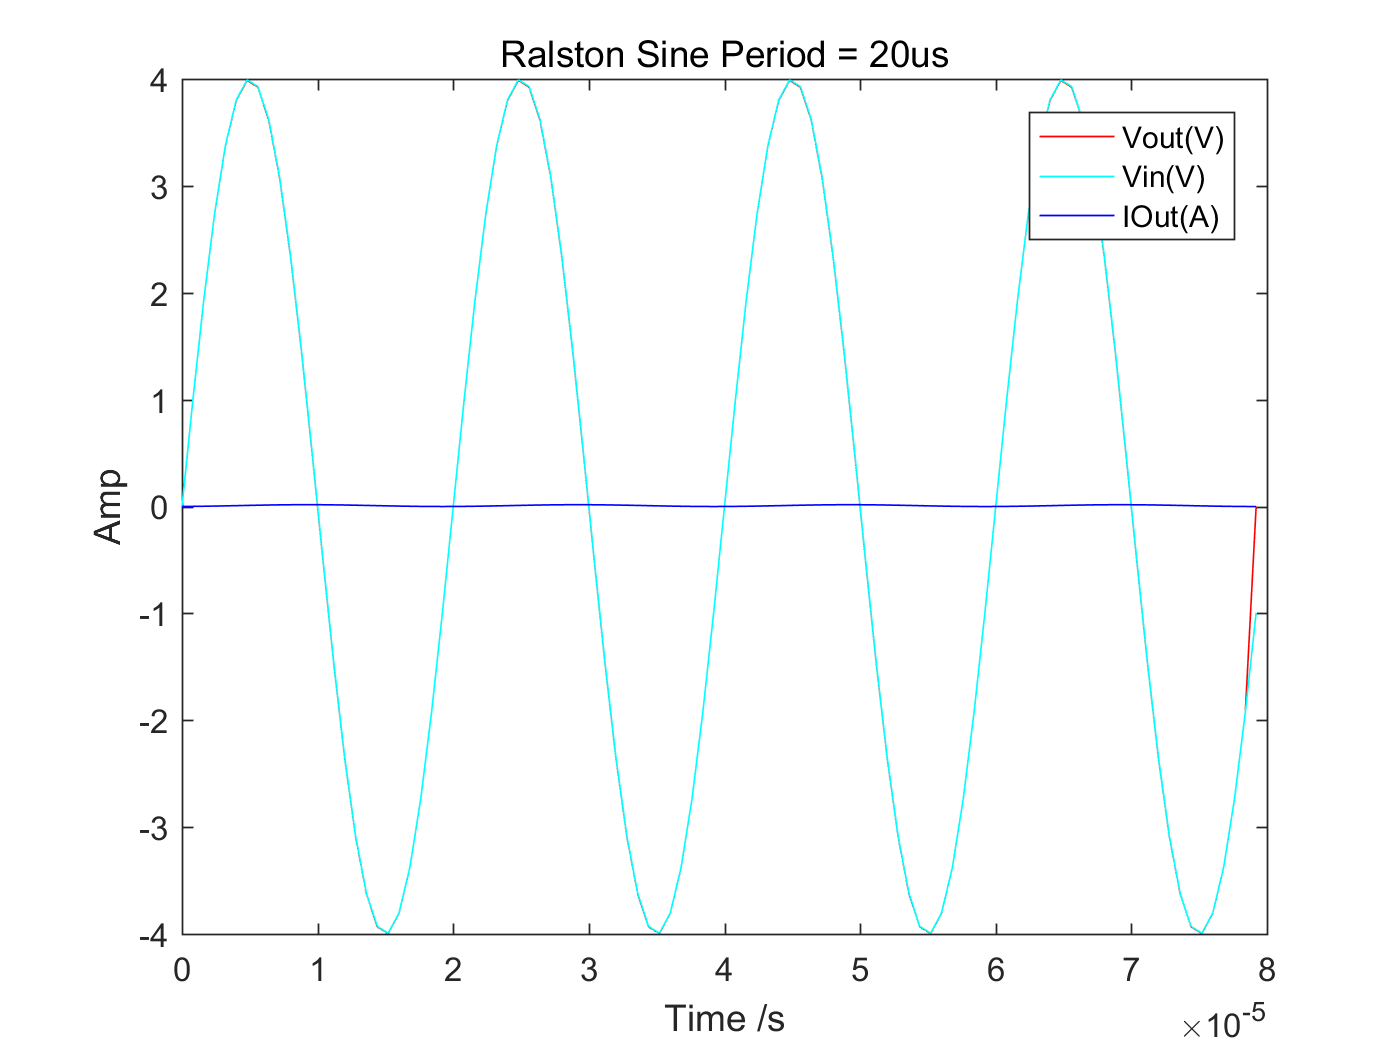 Ralston Sine Period = 20us
4
3
2
1
0
-1
-2
-3
-4
Amp
Vout(V)
Vin(V)
IOut(A)
0 1 2 3 4 5 6 7 8
Time /s
×10^-5